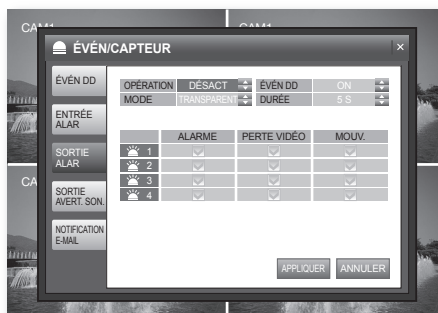 CAM1
CAM1
ÉVÉN/CAPTEUR
ÉVÉN DD
ENTRÉE
ALAR
SORTIE
ALAR
SORTIE
AVERT. SON.
NOTIFICATION
E-MAIL
OPÉRATION DÉSACT ÉVÉN DD ON
MODE TRANSPARENT DURÉE 5 S
ALARME PERTE VIDÉO MOUV.
1
2
3
4
APPLIQUER ANNULER
CA